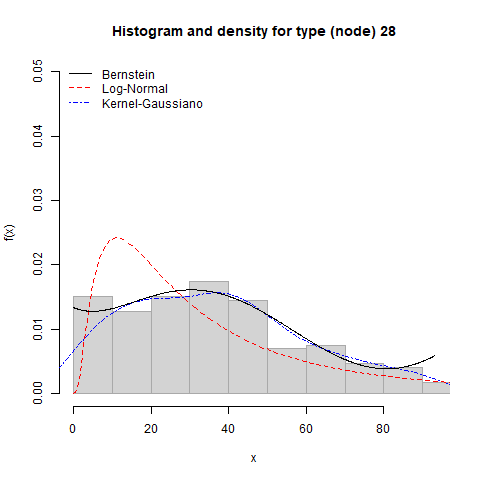 Histogram and density for type (node) 28
Bernstein
Log-Normal
Kernel-Gaussiano
f(x)
0.05
0.04
0.03
0.02
0.01
0.00
0 20 40 60 80
x